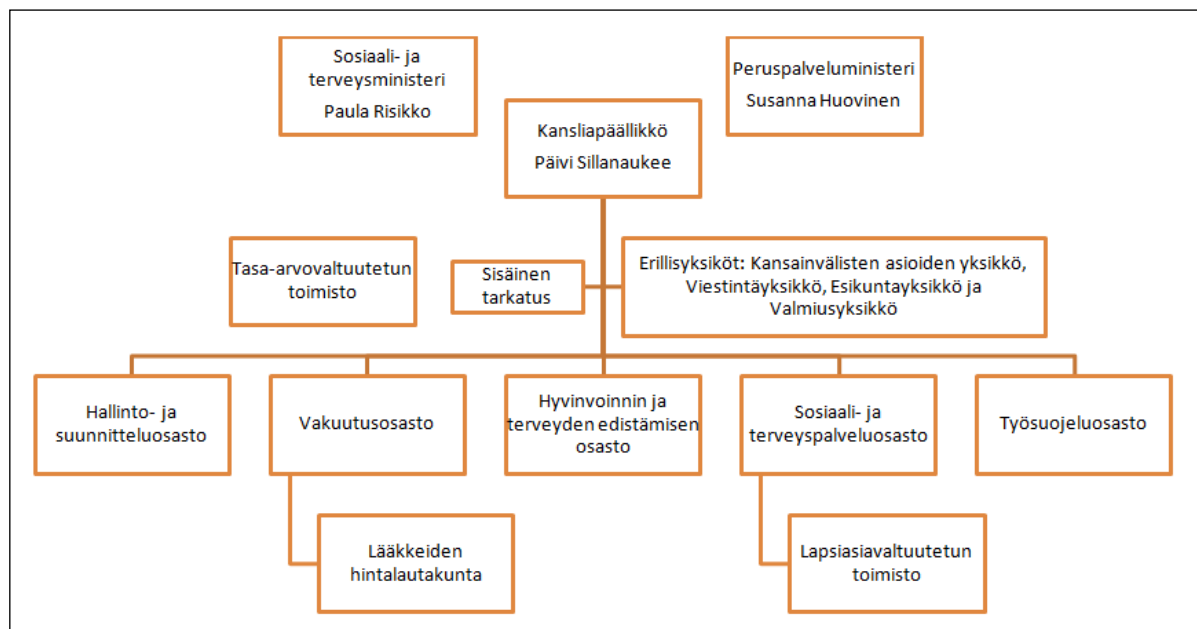 Sosiaali- ja
terveysministeri
Paula Risikko
Peruspalveluministeri
Susanna Huovinen
Kansliapäällikkö
Päivi Sillanaukee
Tasa-arvovaltuutetun
toimisto
Sisäinen
tarkatus
Erillisyksiköt: Kansainvälisten asioiden yksikkö,
Viestintäyksikkö, Esikuntayksikkö ja
Valmiusyksikkö
Hallinto- ja
suunnitteluosasto
Vakuutusosasto
Hyvinvoinnin ja
terveyden edistämisen
osasto
Sosiaali- ja
terveyspalveluosasto
Työsuojeluosasto
Lääkkeiden
hintalautakunta
Lapsiasiavaltuutetun
toimisto